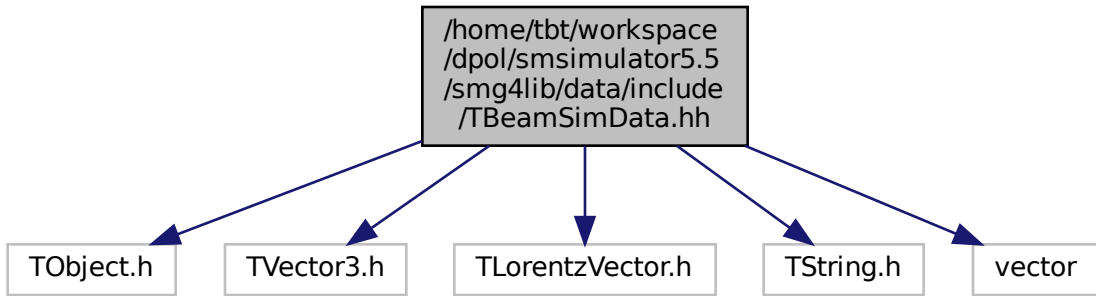 /home/tbt/workspace
/dpol/smsimulator5.5
/smg4lib/data/include
/TBeamSimData.hh
TObject.h
TVector3.h
TLorentzVector.h
TString.h
vector